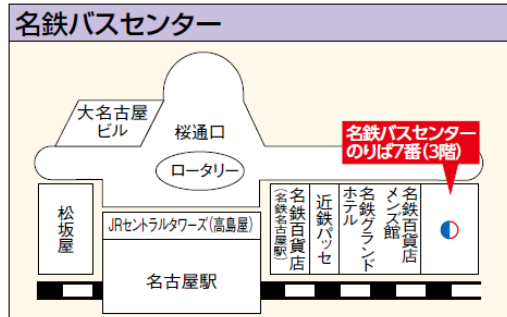 名鉄バスセンター
大名古屋
ビル
桜通口
ロータリー
名鉄バスセンター
のりば7番(3階)
松坂屋
JRセントラルタワーズ(高島屋)
名古屋駅
名鉄百貨店
(名鉄名古屋駅)
近鉄パッセ
名鉄グランド
ホテル
名鉄百貨店
メンズ館